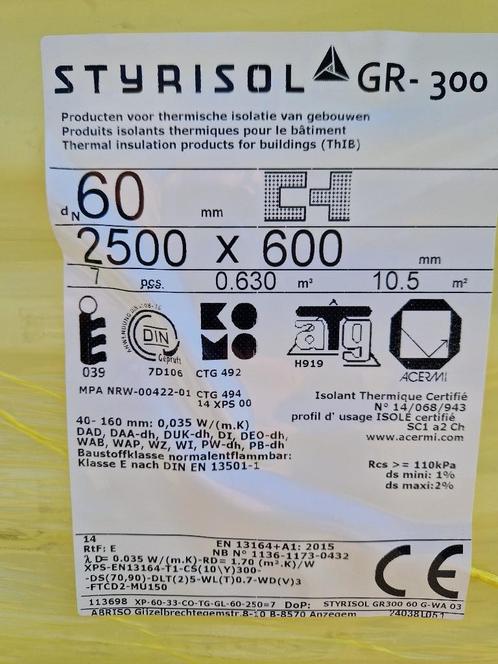 STYRISOL GR-300
Producten voor thermische isolatie van gebouwen
Produits isolants thermiques pour le bâtiment
Thermal insulation products for buildings (ThIB)
dN 60 mm
2500 x 600 mm
7 pcs. 0.630 m³ 10.5 m²
039
DIN
Geprüft
7D106
KOMO
CTG 492
atg
H919
ACERMI
MPA NRW-00422-01 CTG 494
14 XPS 00
Isolant Thermique Certifié
N° 14/068/943
profil d' usage ISOLE certifié
SC1 a2 Ch
www.acermi.com
40- 160 mm: 0,035 W/(m.K)
DAD, DAA-dh, DUK-dh, DI, DEO-dh,
WAB, WAP, WZ, WI, PW-dh, PB-dh
Baustoffklasse normalentflammbar:
Klasse E nach DIN EN 13501-1
Rcs >= 110kPa
ds mini: 1%
ds maxi:2%
14
RtF: E
EN 13164+A1: 2015
NB N° 1136-1173-0432
λ D= 0.035 W/(m.K)-RD= 1.70 (m².K)/W
XPS-EN13164-T1-CS(10\Y)300-
-DS(70,90)-DLT(2)5-WL(T)0.7-WD(V)3
-FTCD2-MU150
CE
113698 XP-60-33-CO-TG-GL-60-250=7 DoP: STYRISOL GR300 60 G-WA 03
ABRISO Gijzelbrechtegemstraat 8-10 B-8570 Anzegem